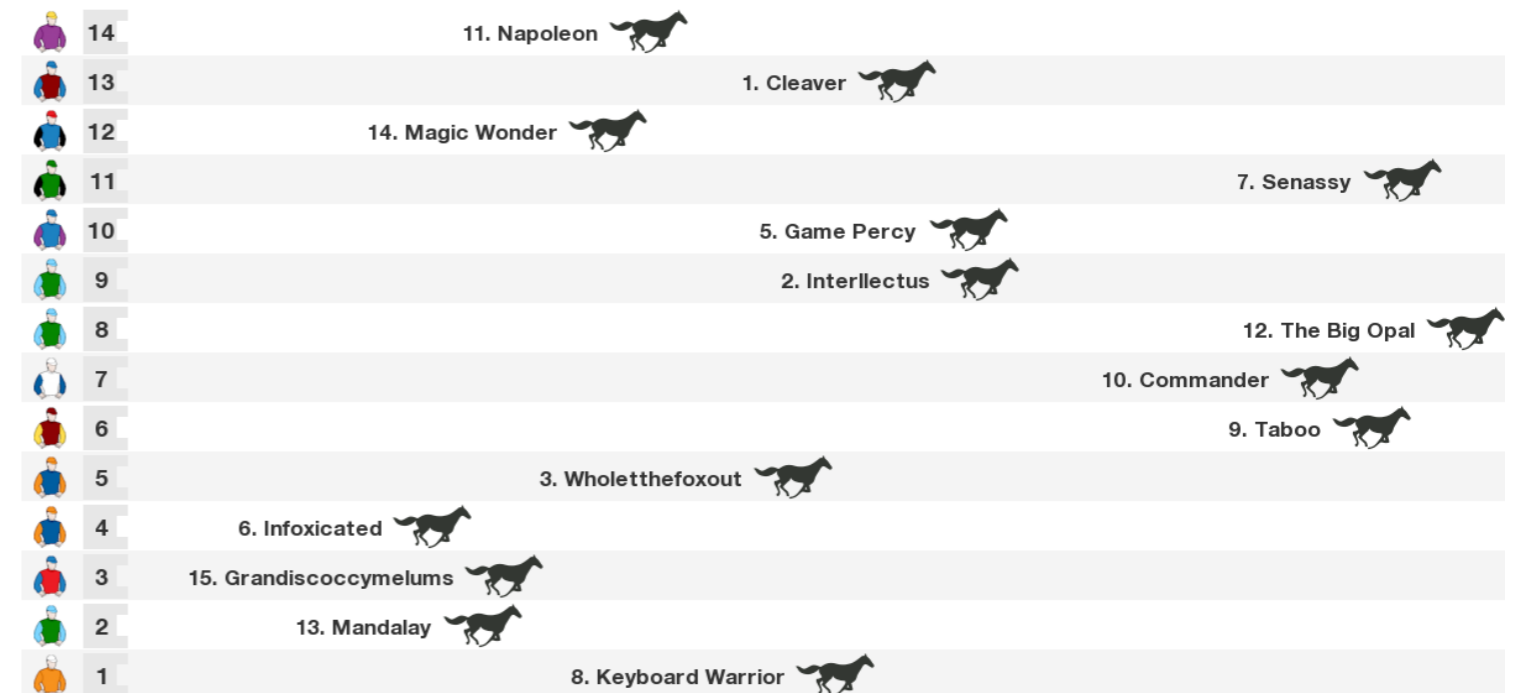 14 11. Napoleon
13 1. Cleaver
12 14. Magic Wonder
11 7. Senassy
10 5. Game Percy
9 2. Interllectus
8 12. The Big Opal
7 10. Commander
6 9. Taboo
5 3. Wholetthefoxout
4 6. Infoxicated
3 15. Grandiscoccymelums
2 13. Mandalay
1 8. Keyboard Warrior